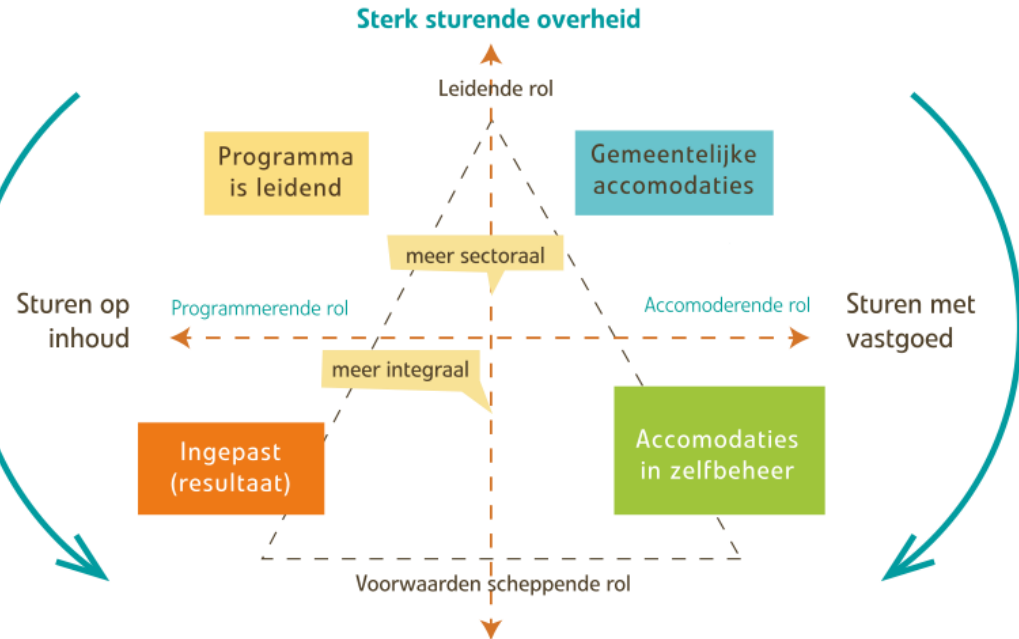 Sterk sturende overheid
Leidende rol
Programma
is leidend
Gemeentelijke
accomodaties
meer sectoraal
Sturen op
inhoud
Programmerende rol
Accomoderende rol
Sturen met
vastgoed
meer integraal
Ingepast
(resultaat)
Accomodaties
in zelfbeheer
Voorwaarden scheppende rol